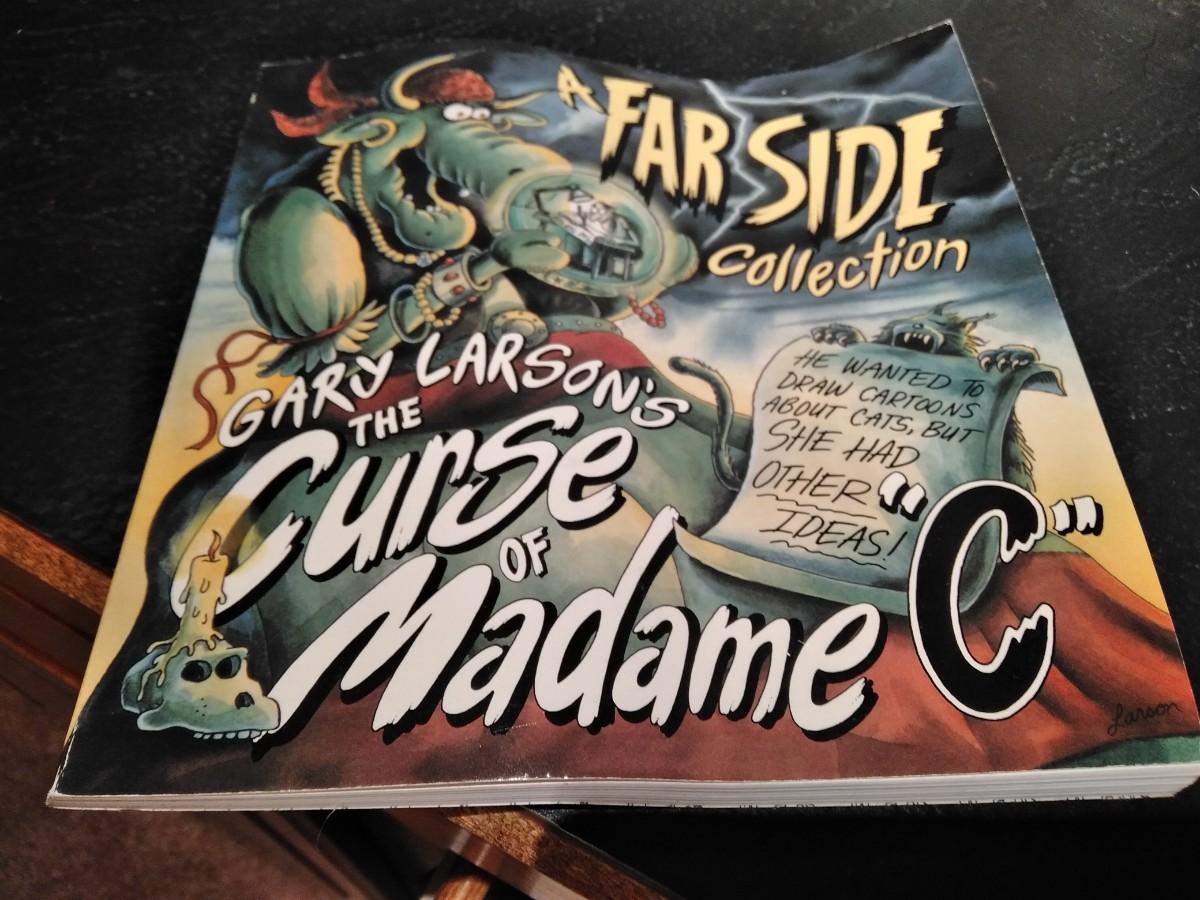 A
FAR SIDE
collection
HE WANTED TO
DRAW CARTOONS
ABOUT CATS, BUT
SHE HAD
OTHER
IDEAS!
GARY LARSON'S
THE
Curse
OF
Madame "C"
Larson